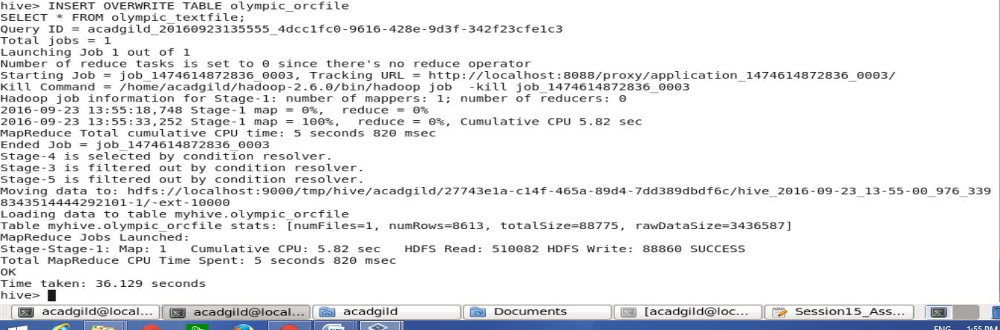 hive> INSERT OVERWRITE TABLE olympic_orcfile
SELECT * FROM olympic_textfile;
Query ID = acadgild_20160923135555_4dcc1fc0-9616-428e-9d3f-342f23cfe1c3
Total jobs = 1
Launching Job 1 out of 1
Number of reduce tasks is set to 0 since there's no reduce operator
Starting Job = job_1474614872836_0003, Tracking URL = http://localhost:8088/proxy/application_1474614872836_0003/
Kill Command = /home/acadgild/hadoop-2.6.0/bin/hadoop job  -kill job_1474614872836_0003
Hadoop job information for Stage-1: number of mappers: 1; number of reducers: 0
2016-09-23 13:55:18,748 Stage-1 map = 0%,  reduce = 0%
2016-09-23 13:55:33,252 Stage-1 map = 100%,  reduce = 0%, Cumulative CPU 5.82 sec
MapReduce Total cumulative CPU time: 5 seconds 820 msec
Ended Job = job_1474614872836_0003
Stage-4 is selected by condition resolver.
Stage-3 is filtered out by condition resolver.
Stage-5 is filtered out by condition resolver.
Moving data to: hdfs://localhost:9000/tmp/hive/acadgild/27743e1a-c14f-465a-89d4-7dd389dbdf6c/hive_2016-09-23_13-55-00_976_339
8343514444292101-1/-ext-10000
Loading data to table myhive.olympic_orcfile
Table myhive.olympic_orcfile stats: [numFiles=1, numRows=8613, totalSize=88775, rawDataSize=3436587]
MapReduce Jobs Launched:
Stage-Stage-1: Map: 1   Cumulative CPU: 5.82 sec   HDFS Read: 510082 HDFS Write: 88860 SUCCESS
Total MapReduce CPU Time Spent: 5 seconds 820 msec
OK
Time taken: 36.129 seconds
hive>
acadgild@local... acadgild@local... acadgild Documents [acadgild@loc... Session15_Ass...
ENG 1:55 PM